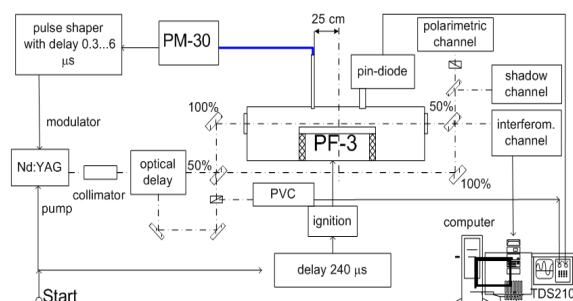 25 cm
pulse shaper
with delay 0.3...6
μs
PM-30
polarimetric
channel
pin-diode
shadow
channel
100%
50%
modulator
PF-3
interferom.
channel
Nd:YAG
optical
delay
50%
100%
collimator
pump
PVC
ignition
computer
delay 240 μs
Start
TDS210